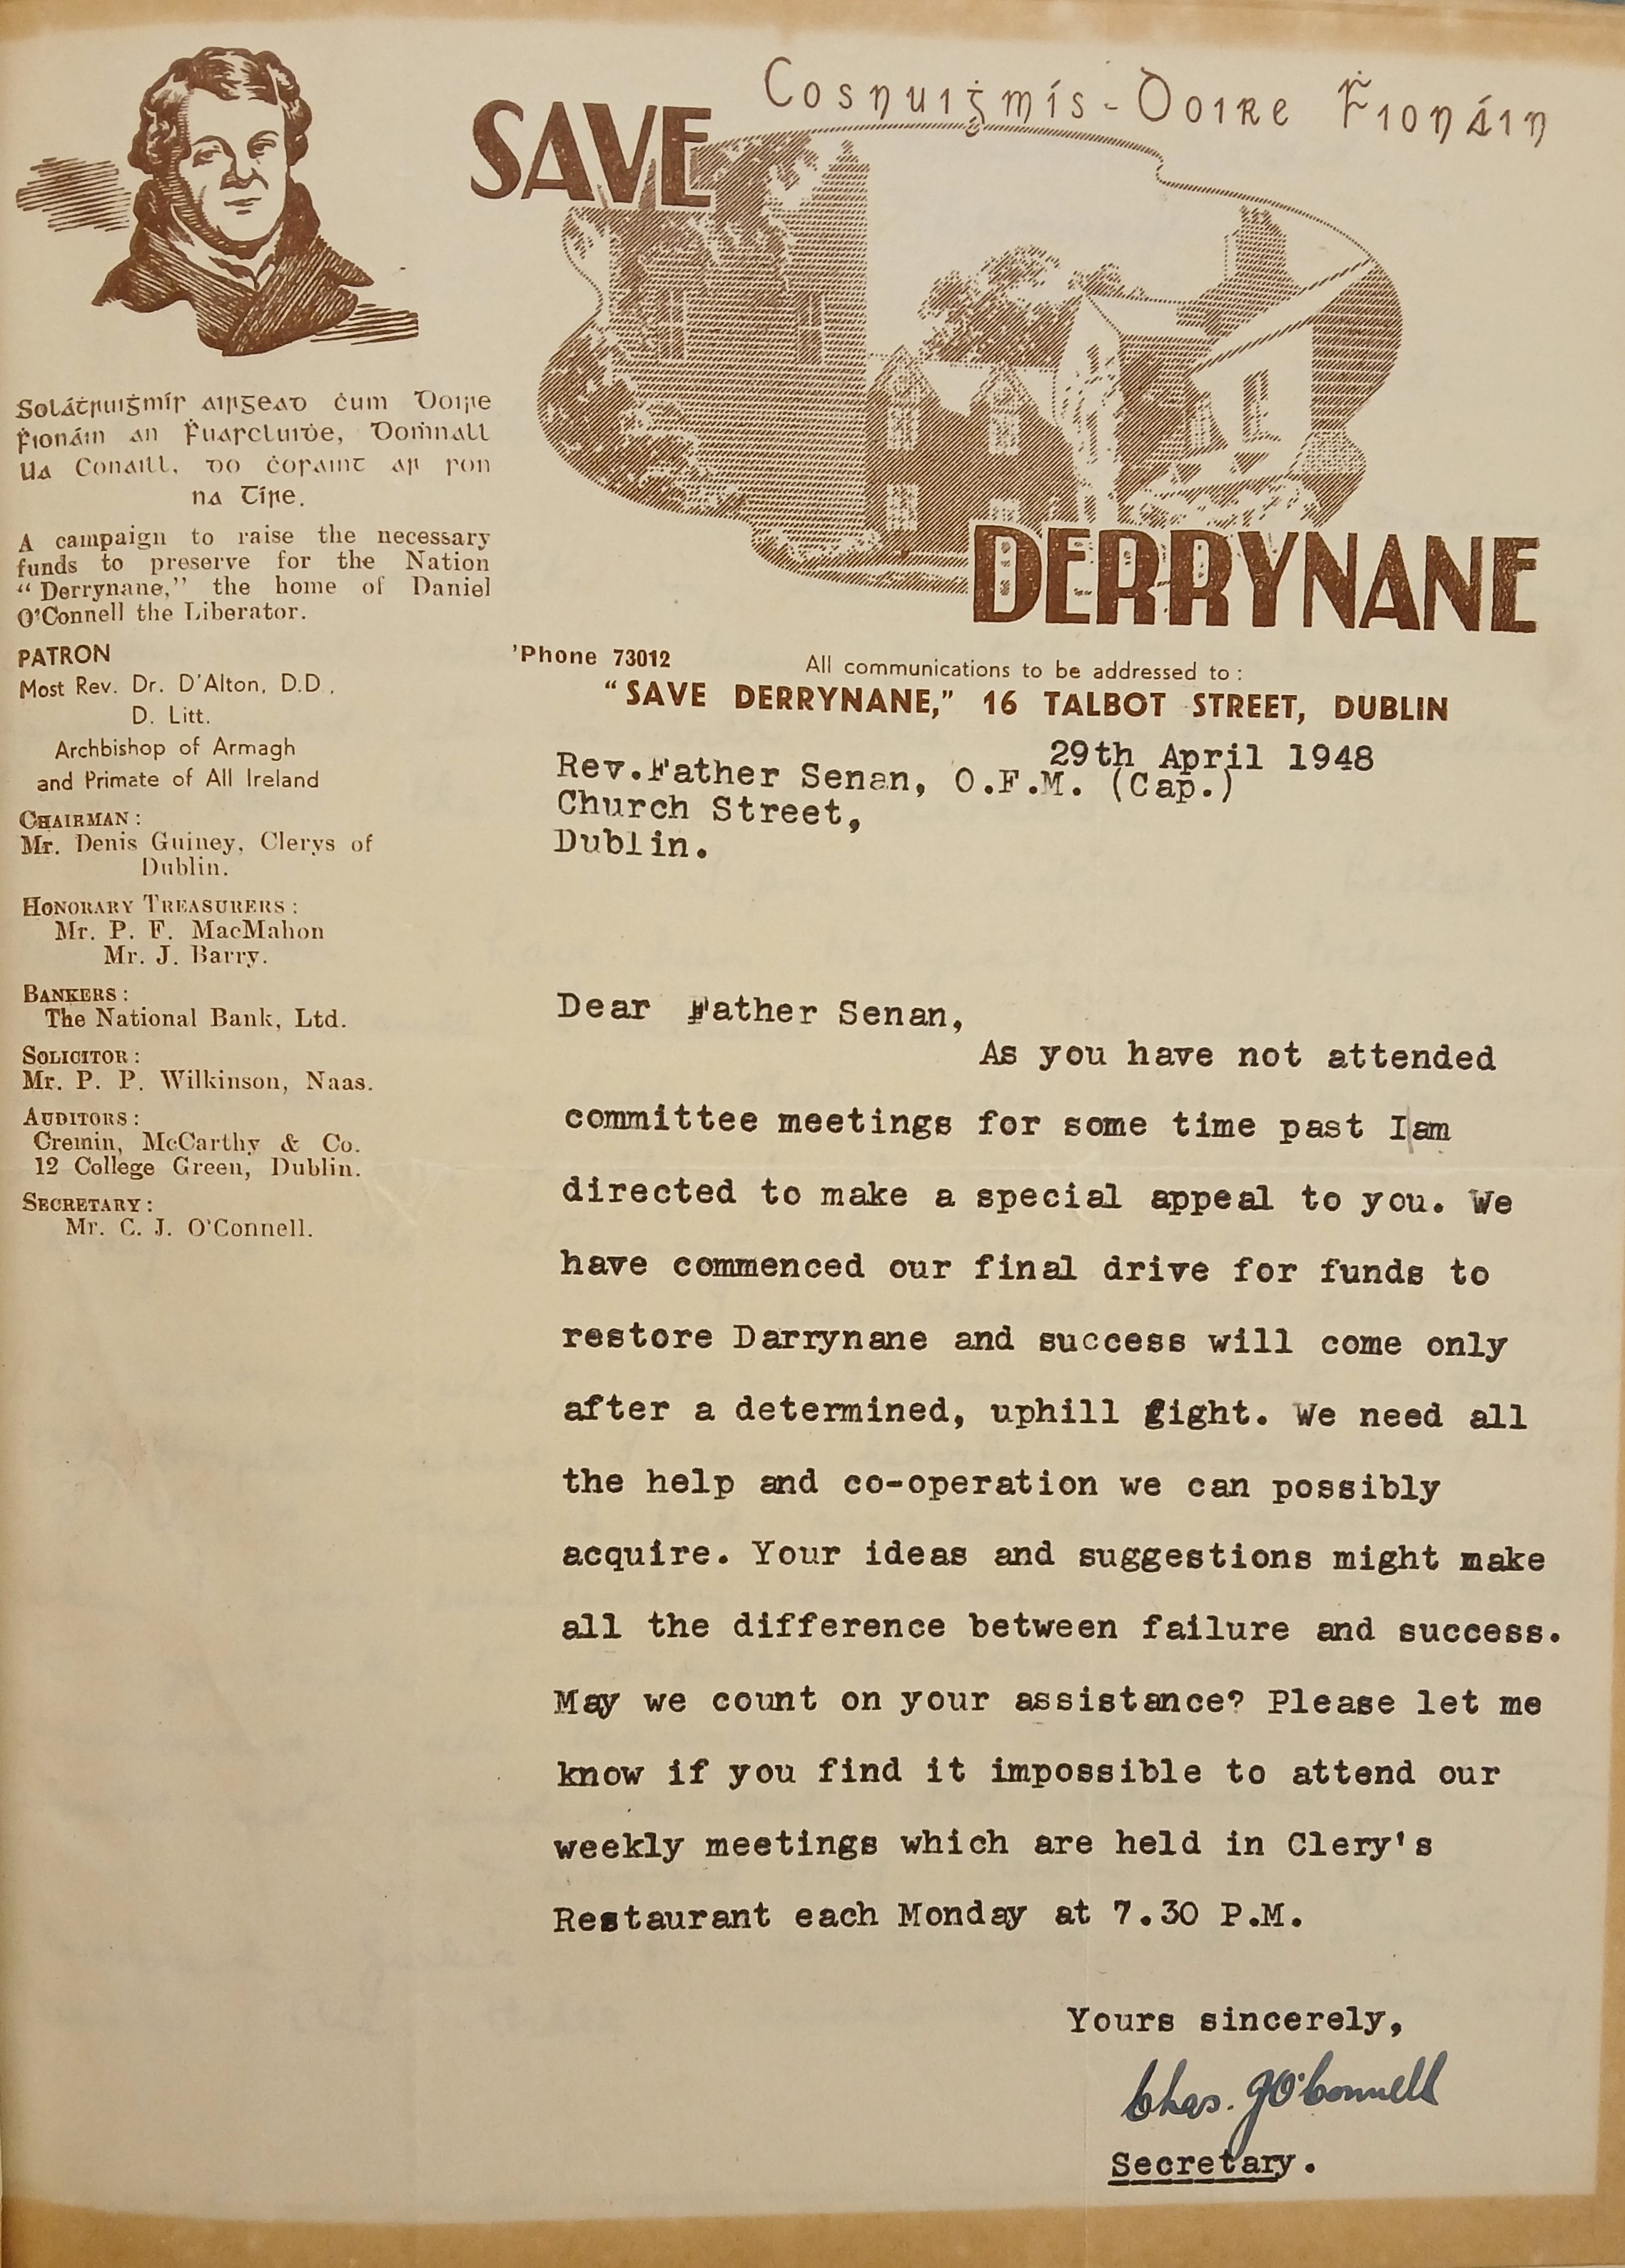 SAVE
Cosnuiġmís - Doire Ḟionáin
DERRYNANE
Soláṫruiġmís airgead ċum Doire
Ḟionáin an Ḟuascluiḋe, Doṁnall
Ua Conaill, do ċosaint ar son
na Tíre.
A campaign to raise the necessary
funds to preserve for the Nation
“Derrynane,” the home of Daniel
O'Connell the Liberator.
PATRON
Most Rev. Dr. D'Alton, D.D.,
D. Litt.
Archbishop of Armagh
and Primate of All Ireland
CHAIRMAN :
Mr. Denis Guiney, Clerys of
Dublin.
HONORARY TREASURERS :
Mr. P. F. MacMahon
Mr. J. Barry.
BANKERS :
The National Bank, Ltd.
SOLICITOR :
Mr. P. P. Wilkinson, Naas.
AUDITORS :
Cremin, McCarthy & Co.
12 College Green, Dublin.
SECRETARY :
Mr. C. J. O'Connell.
'Phone 73012
All communications to be addressed to :
“SAVE DERRYNANE,” 16 TALBOT STREET, DUBLIN
29th April 1948
Rev.Father Senan, O.F.M. (Cap.)
Church Street,
Dublin.
Dear Father Senan,
As you have not attended
committee meetings for some time past I|am
directed to make a special appeal to you. We
have commenced our final drive for funds to
restore Darrynane and success will come only
after a determined, uphill fight. We need all
the help and co-operation we can possibly
acquire. Your ideas and suggestions might make
all the difference between failure and success.
May we count on your assistance? Please let me
know if you find it impossible to attend our
weekly meetings which are held in Clery's
Restaurant each Monday at 7.30 P.M.
Yours sincerely,
Chas. J O'Connell
Secretary.